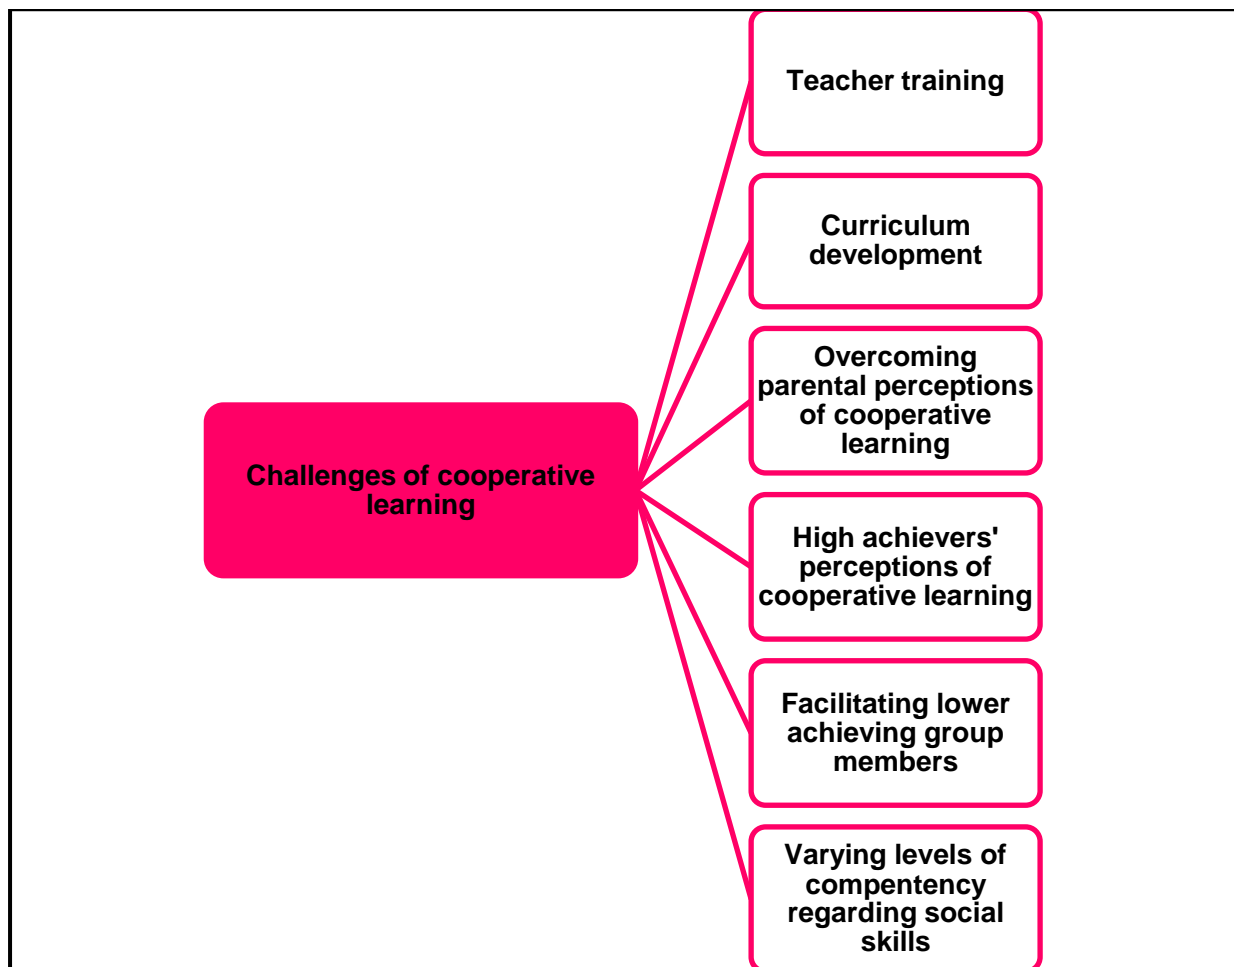 Teacher training
Curriculum
development
Overcoming
parental perceptions
of cooperative
learning
Challenges of cooperative
learning
High achievers'
perceptions of
cooperative learning
Facilitating lower
achieving group
members
Varying levels of
compentency
regarding social
skills